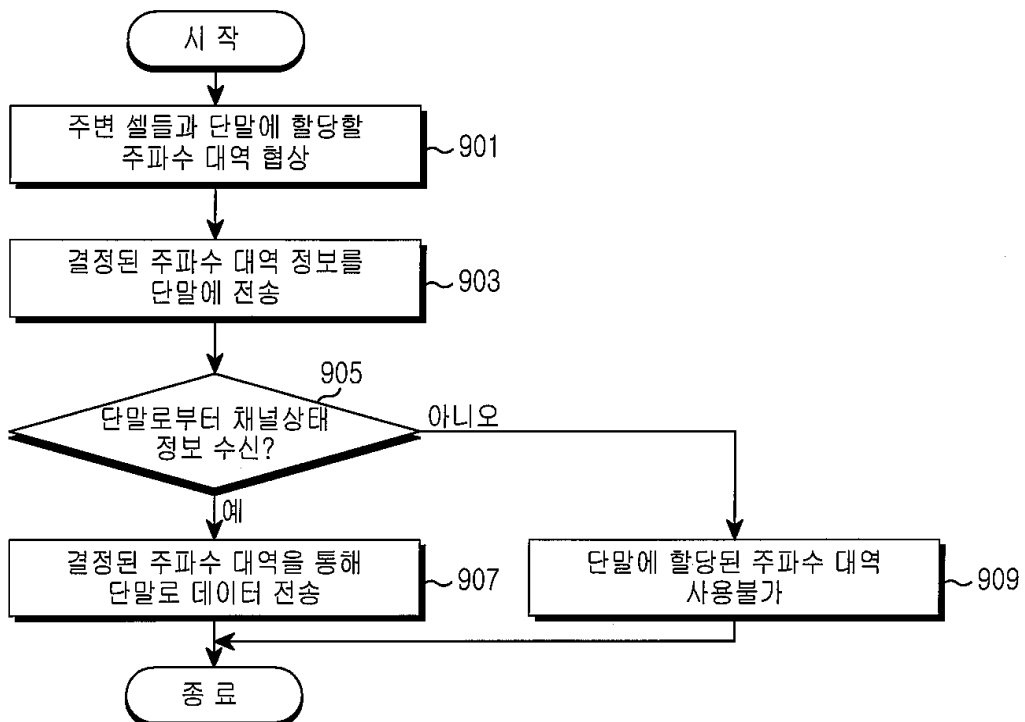 시 작
주변 셀들과 단말에 할당할
주파수 대역 협상
901
결정된 주파수 대역 정보를
단말에 전송
903
905
단말로부터 채널상태
정보 수신?
아니오
예
결정된 주파수 대역을 통해
단말로 데이터 전송
907
단말에 할당된 주파수 대역
사용불가
909
종 료